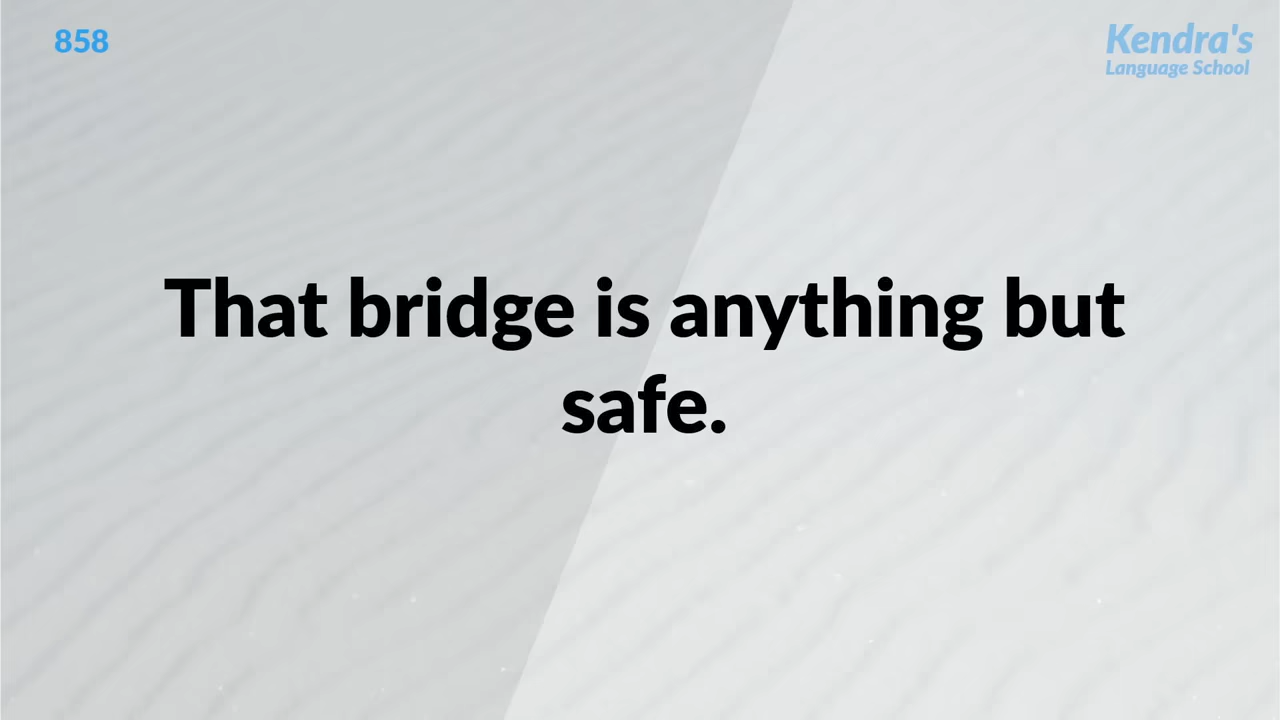 858
Kendra's
Language School
That bridge is anything but
safe.